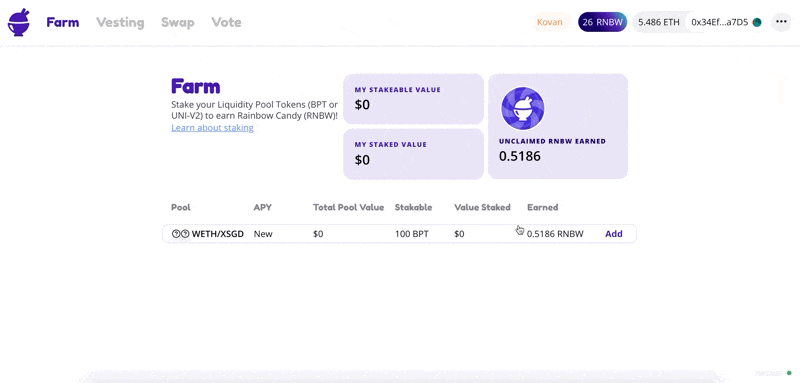 Farm Vesting Swap Vote Kovan 26 RNBW 5.486 ETH 0x34Ef...a7D5 •••
Farm
Stake your Liquidity Pool Tokens (BPT or
UNI-V2) to earn Rainbow Candy (RNBW)!
Learn about staking
MY STAKEABLE VALUE
$0
MY STAKED VALUE
$0
UNCLAIMED RNBW EARNED
0.5186
Pool APY Total Pool Value Stakable Value Staked Earned
WETH/XSGD New $0 100 BPT $0 0.5186 RNBW Add